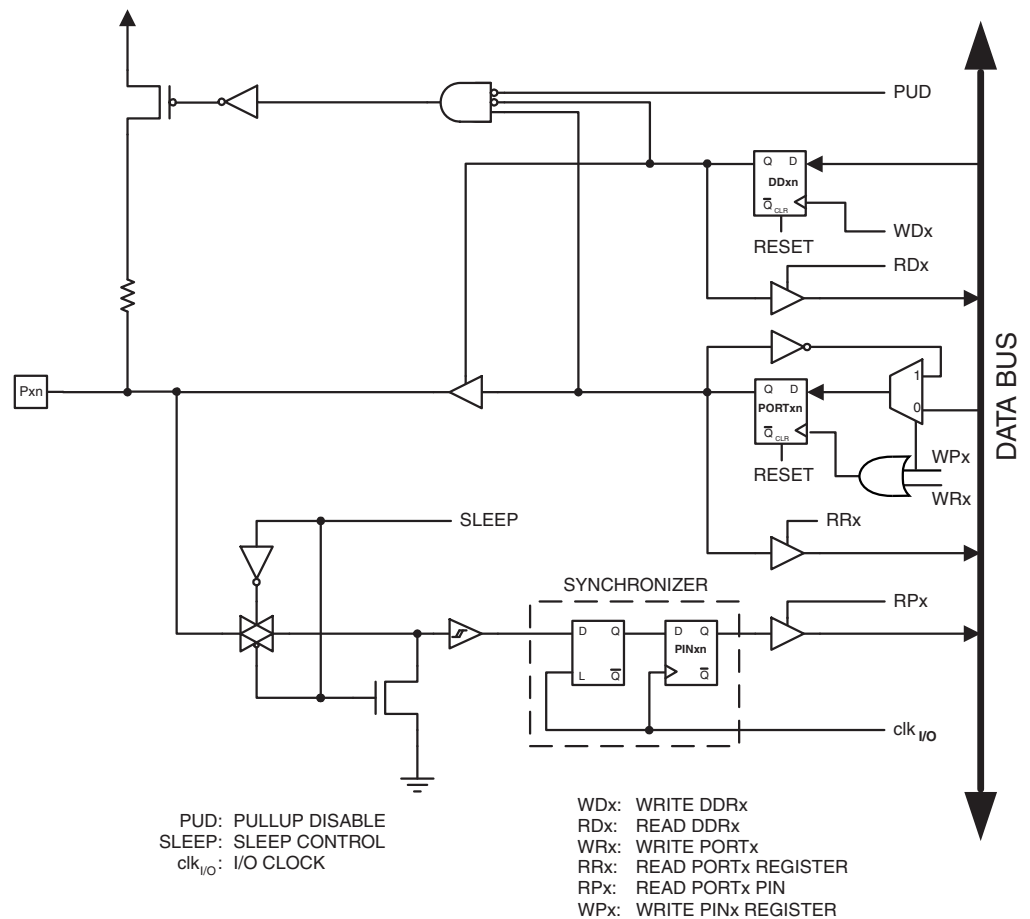 PUD
Q D
DDxn
Q CLR
WDx
RESET
RDx
Pxn
1
Q D
0
PORTxn
Q CLR
WPx
RESET
WRx
DATA BUS
SLEEP
RRx
SYNCHRONIZER
RPx
D Q
D Q
PINxn
L Q
Q
clk I/O
PUD: PULLUP DISABLE
SLEEP: SLEEP CONTROL
clk I/O: I/O CLOCK
WDx: WRITE DDRx
RDx: READ DDRx
WRx: WRITE PORTx
RRx: READ PORTx REGISTER
RPx: READ PORTx PIN
WPx: WRITE PINx REGISTER